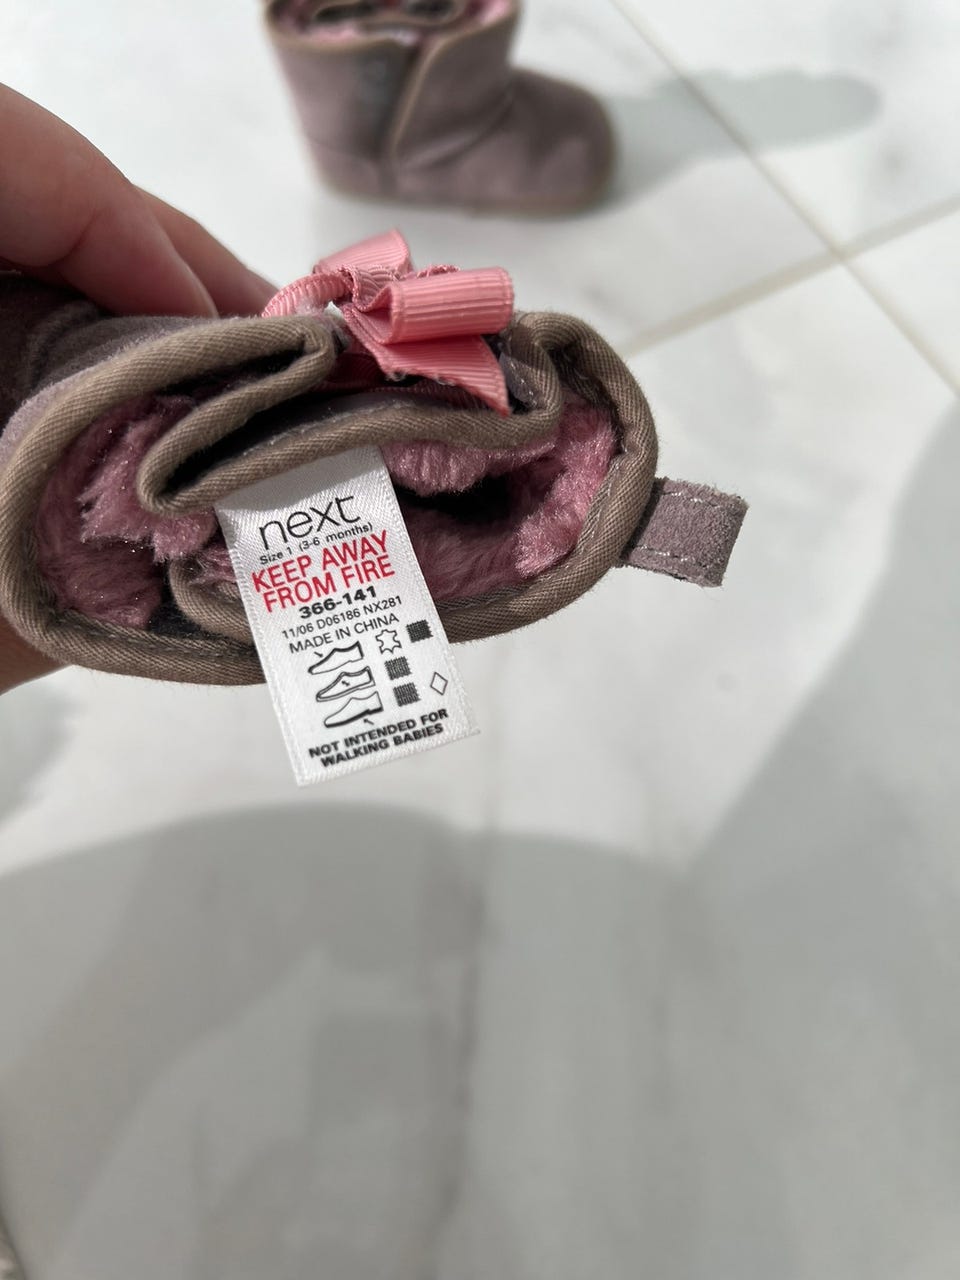 next
Size 1 (3-6 months)
KEEP AWAY
FROM FIRE
366-141
11/06 D06186 NX281
MADE IN CHINA
NOT INTENDED FOR
WALKING BABIES